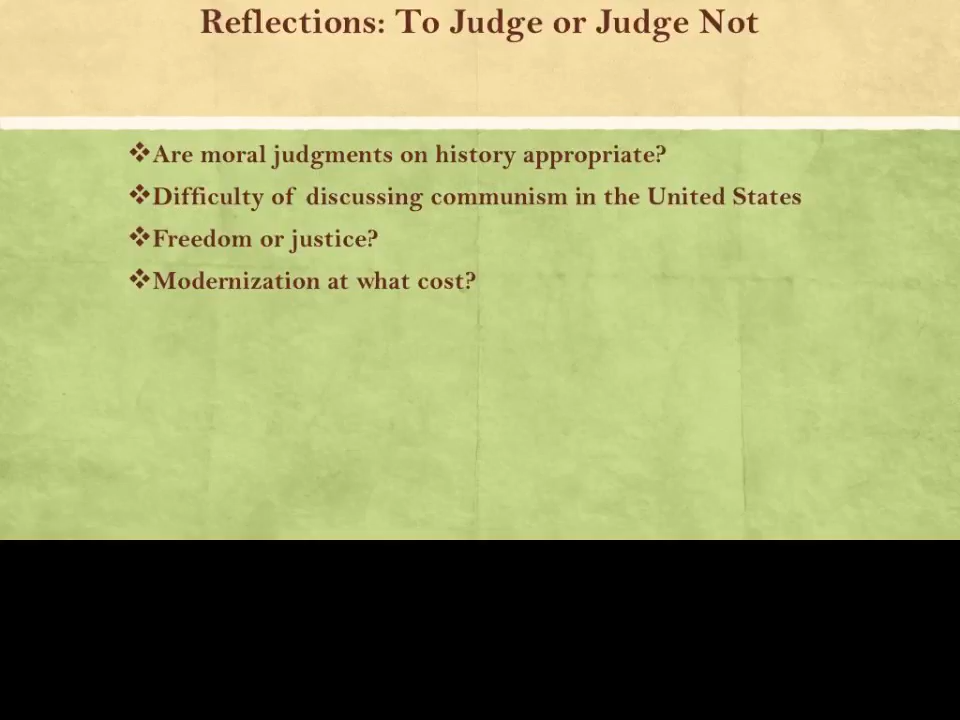 Reflections: To Judge or Judge Not
❖Are moral judgments on history appropriate?
❖Difficulty of discussing communism in the United States
❖Freedom or justice?
❖Modernization at what cost?